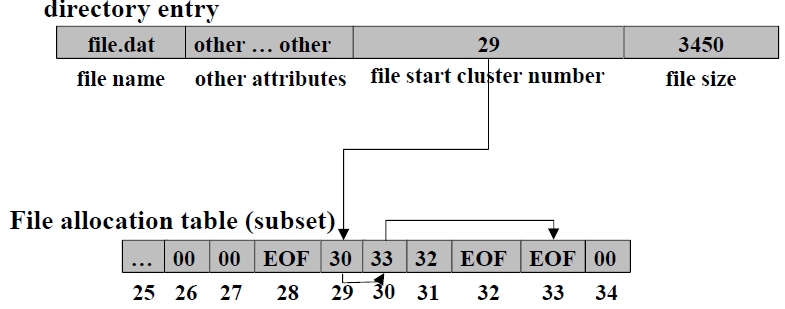 directory entry
file.dat other … other 29 3450
file name other attributes file start cluster number file size
File allocation table (subset)
… 00 00 EOF 30 33 32 EOF EOF 00
25 26 27 28 29 30 31 32 33 34